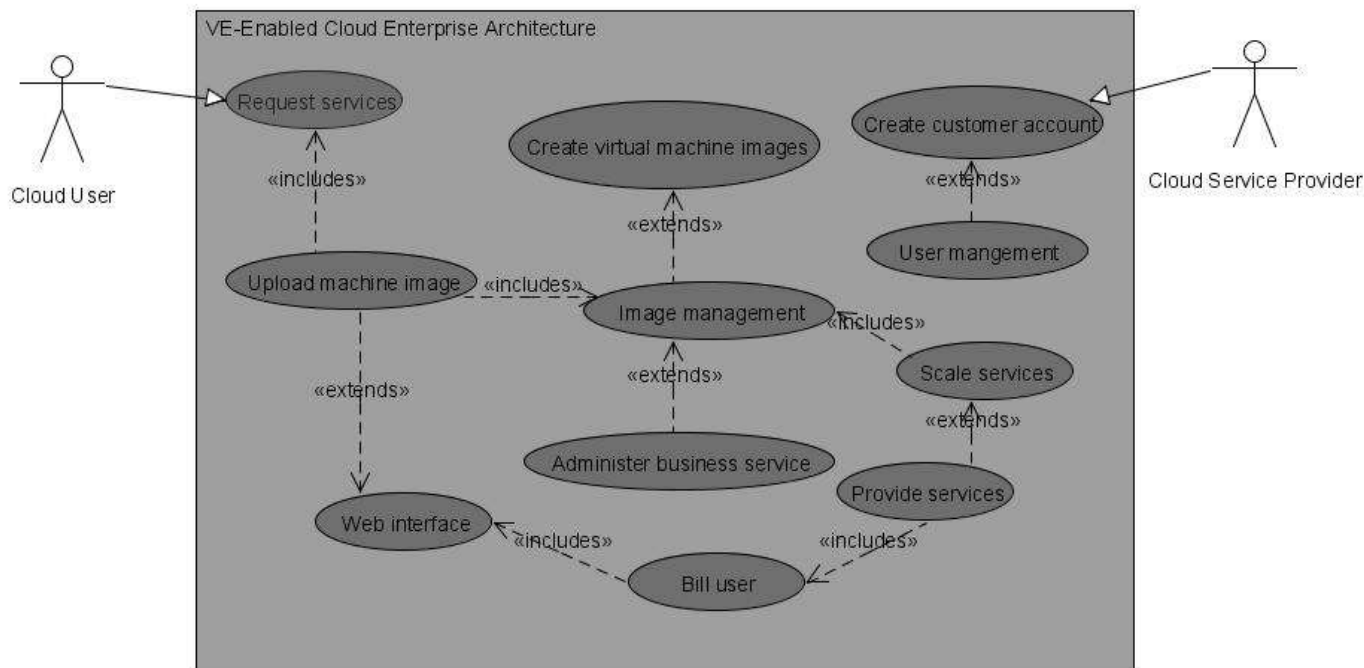 VE-Enabled Cloud Enterprise Architecture
Request services
Create virtual machine images
Create customer account
«includes»
Cloud User
Cloud Service Provider
«extends»
«extends»
User mangement
Upload machine image
«includes»
Image management
«includes»
Scale services
«extends»
«extends»
«extends»
Administer business service
Provide services
Web interface
«includes»
«includes»
Bill user